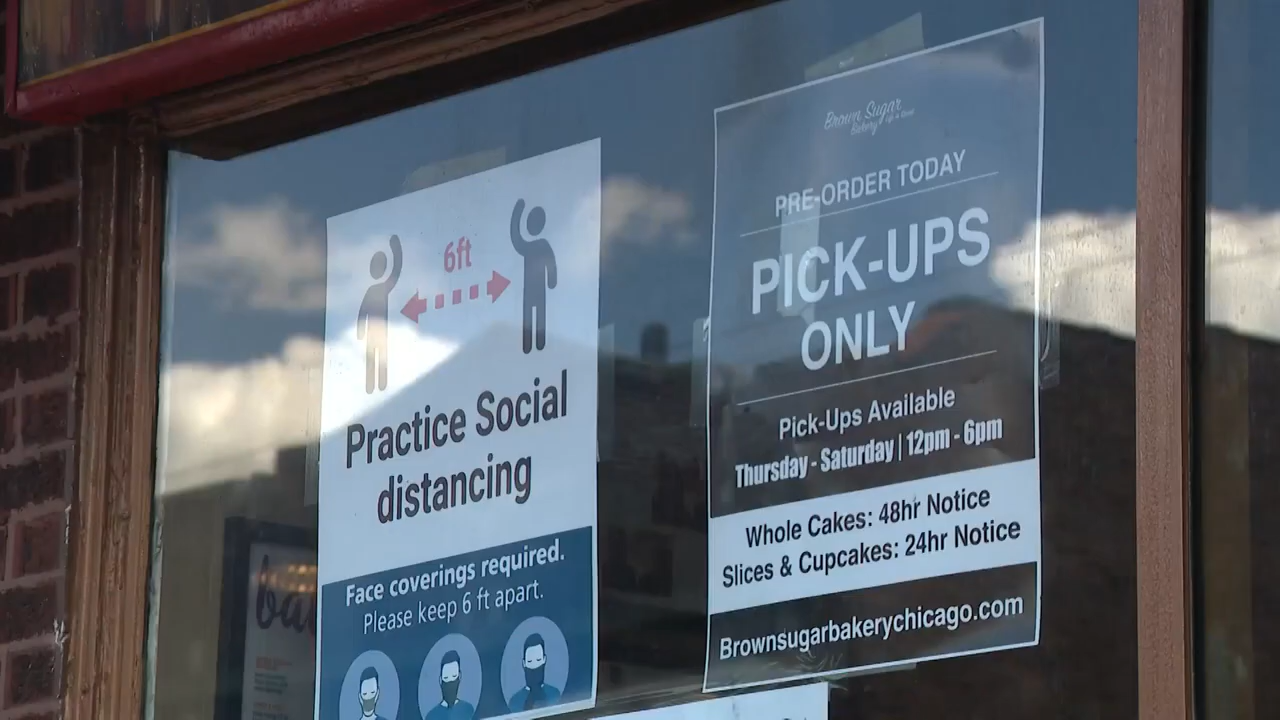 6ft
Practice Social
distancing
Face coverings required.
Please keep 6 ft apart.
Brown Sugar
Bakery
PRE-ORDER TODAY
PICK-UPS
ONLY
Pick-Ups Available
Thursday - Saturday | 12pm - 6pm
Whole Cakes: 48hr Notice
Slices & Cupcakes: 24hr Notice
Brownsugarbakerychicago.com